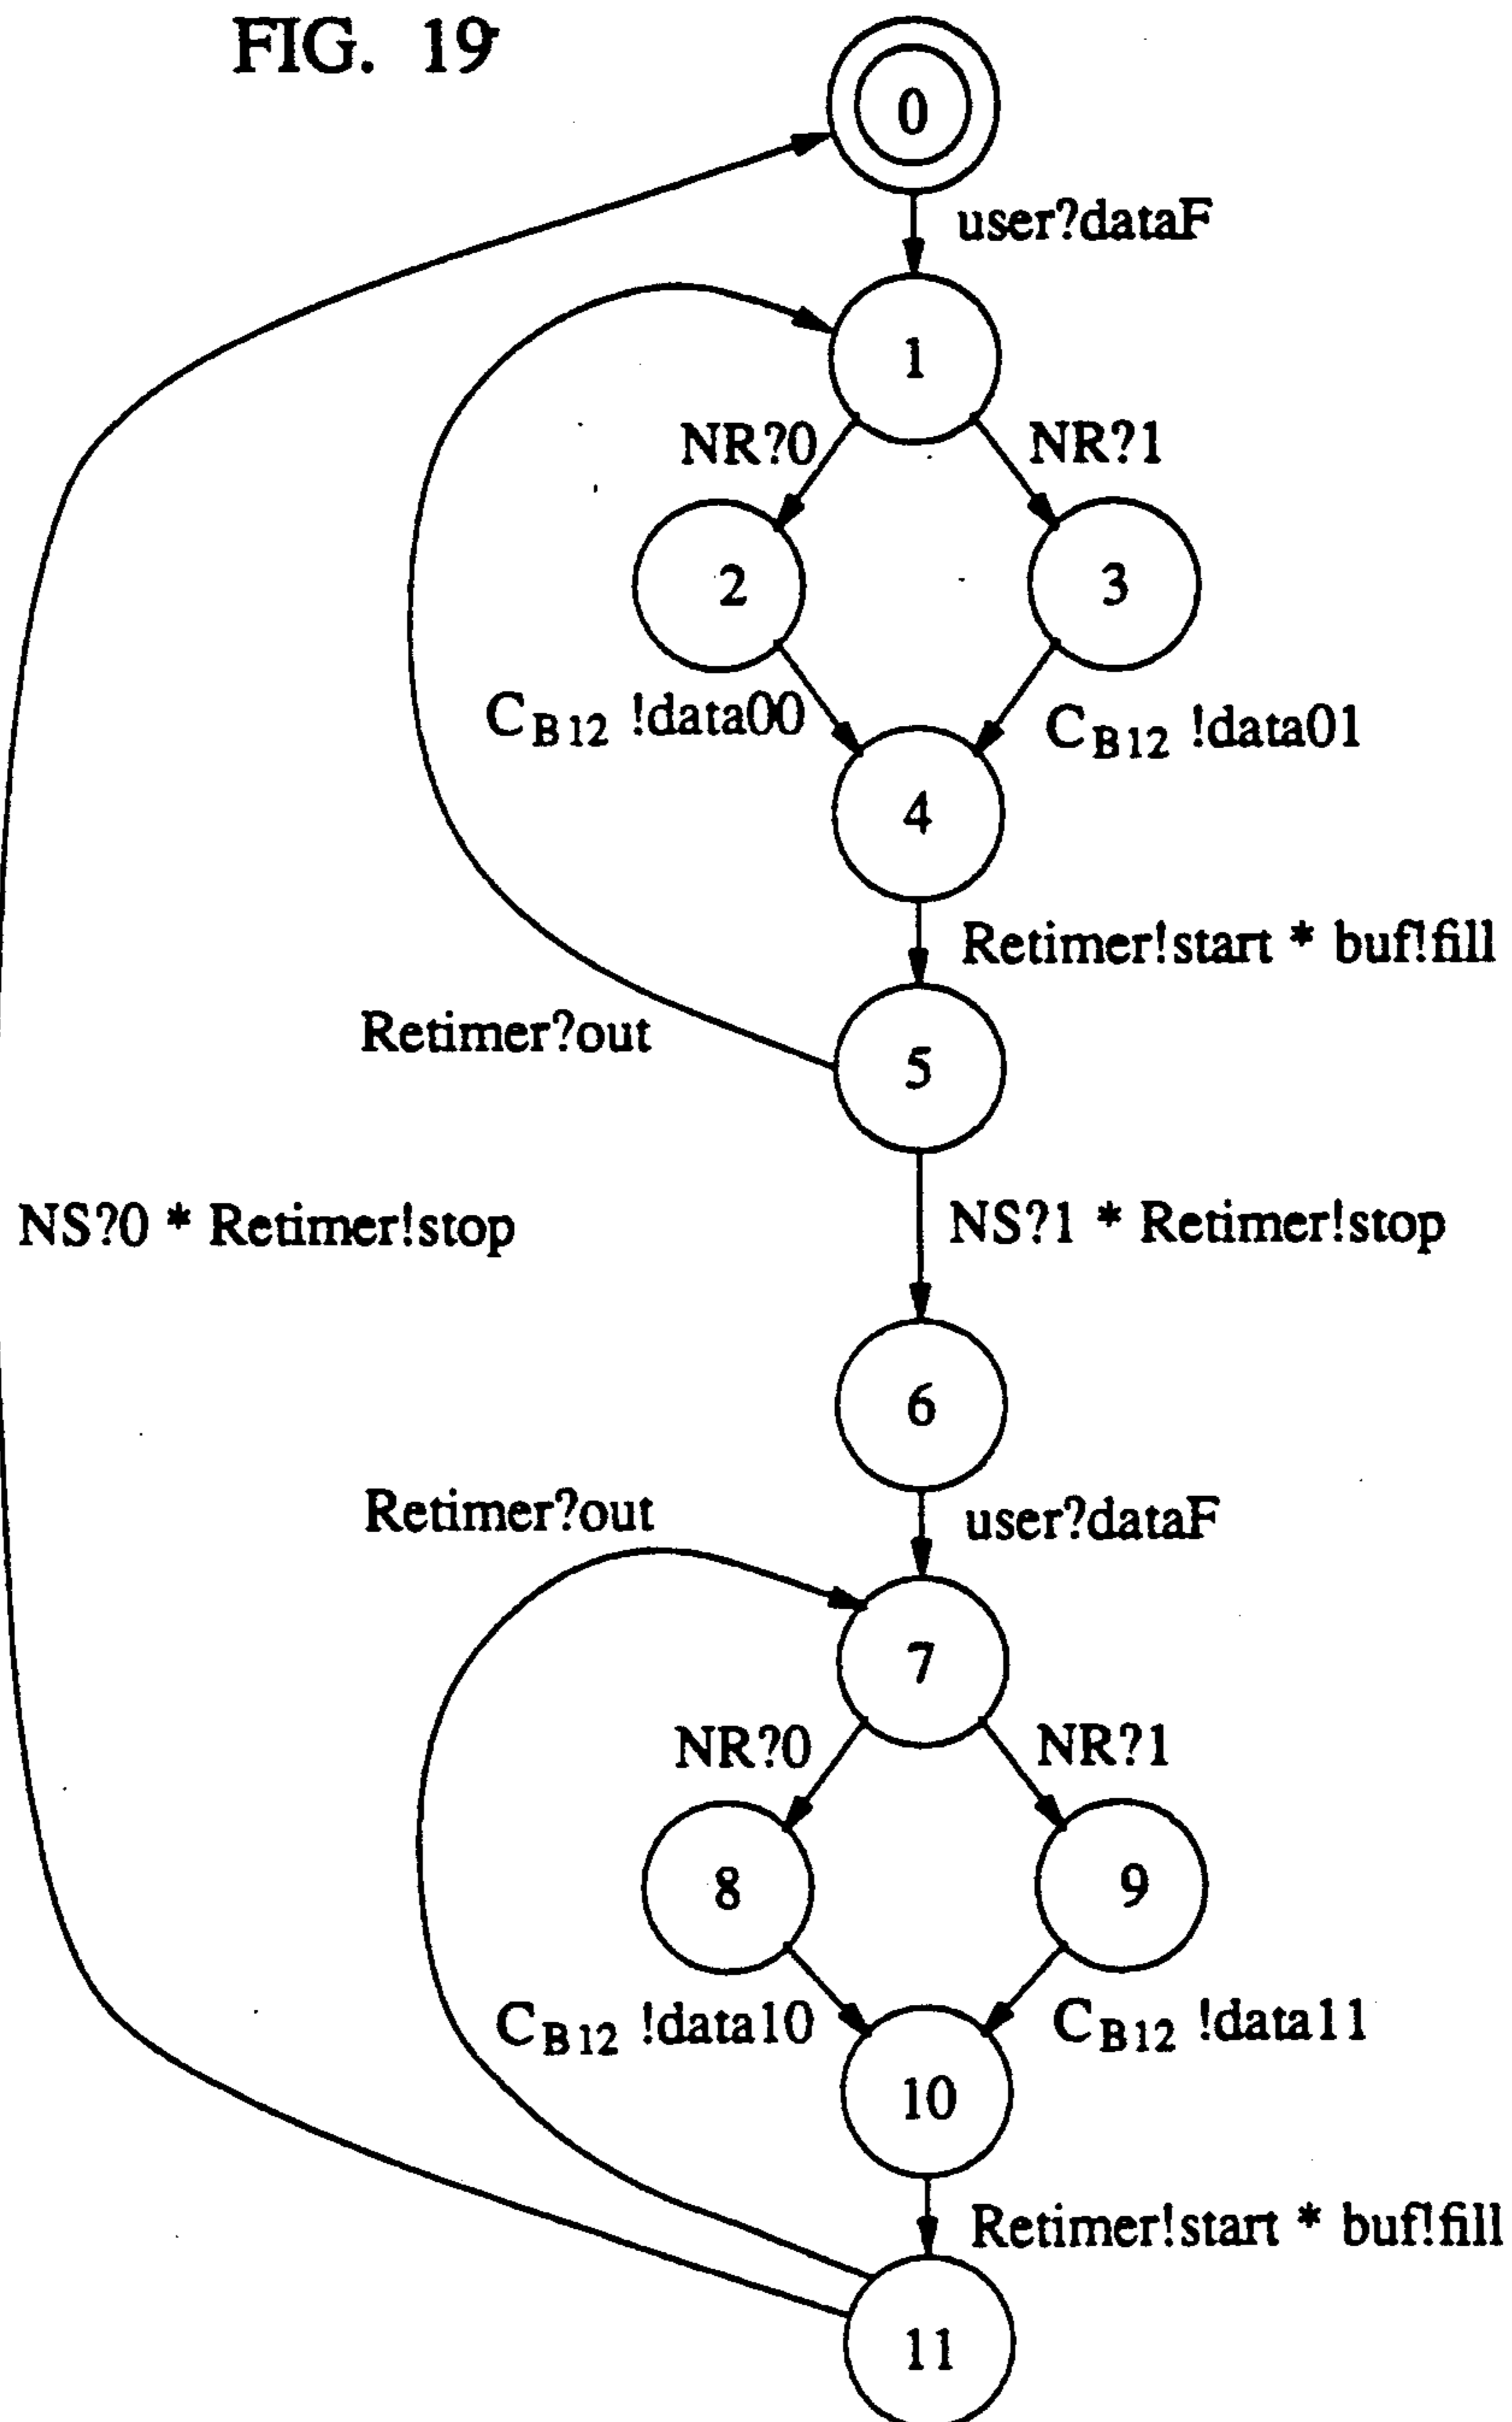 FIG. 19
0
user?dataF
1
NR?0
NR?1
2
3
CB12 !data00
CB12 !data01
4
Retimer!start * buf!fill
Retimer?out
5
NS?0 * Retimer!stop
NS?1 * Retimer!stop
6
Retimer?out
user?dataF
7
NR?0
NR?1
8
9
CB12 !data10
CB12 !data11
10
Retimer!start * buf!fill
11